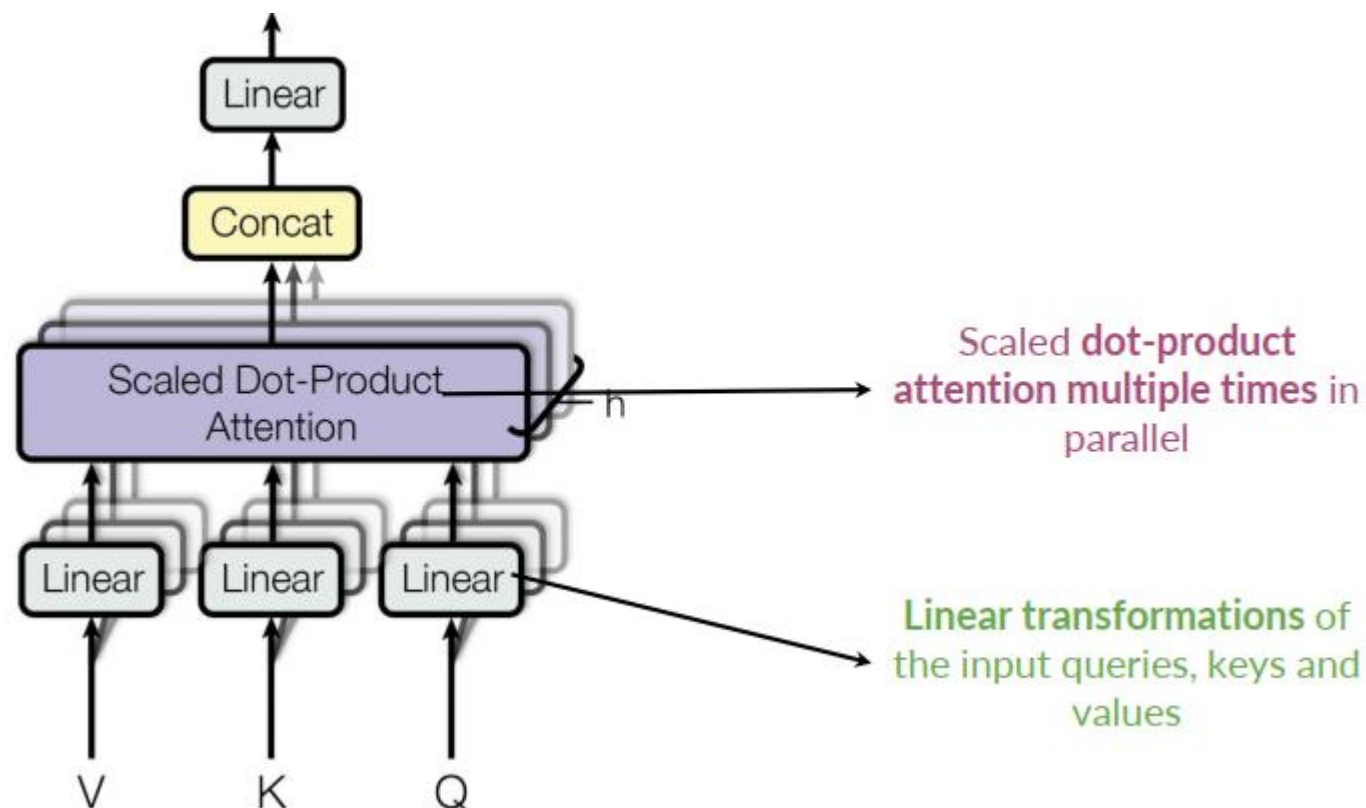 Linear
Concat
Scaled Dot-Product
Attention
h
Linear
Linear
Linear
V
K
Q
Scaled dot-product
attention multiple times in
parallel
Linear transformations of
the input queries, keys and
values